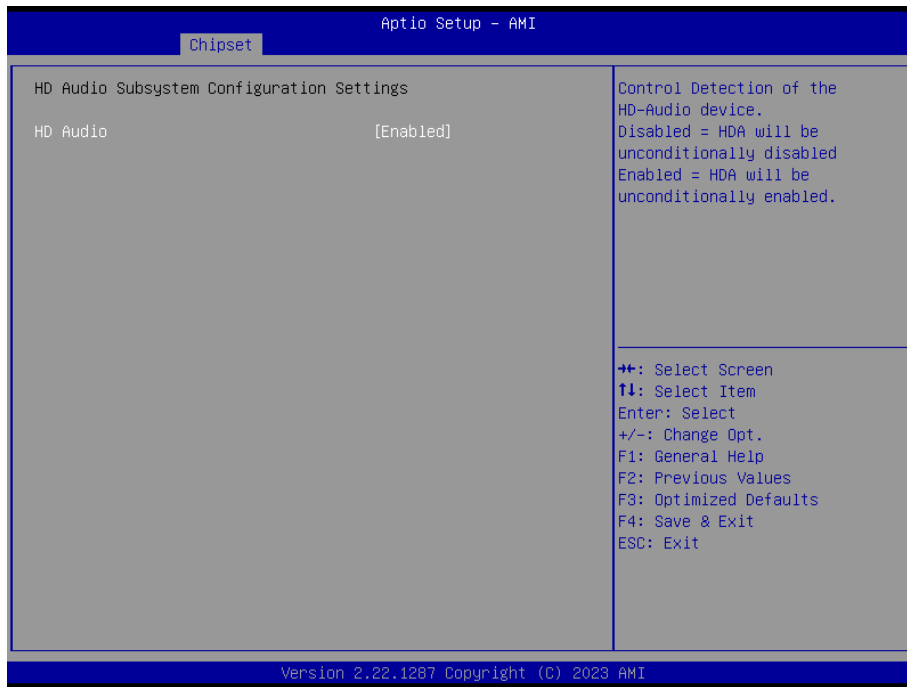 Aptio Setup – AMI
Chipset
HD Audio Subsystem Configuration Settings
HD Audio [Enabled]
Control Detection of the
HD-Audio device.
Disabled = HDA will be
unconditionally disabled
Enabled = HDA will be
unconditionally enabled.
→←: Select Screen
↑↓: Select Item
Enter: Select
+/-: Change Opt.
F1: General Help
F2: Previous Values
F3: Optimized Defaults
F4: Save & Exit
ESC: Exit
Version 2.22.1287 Copyright (C) 2023 AMI